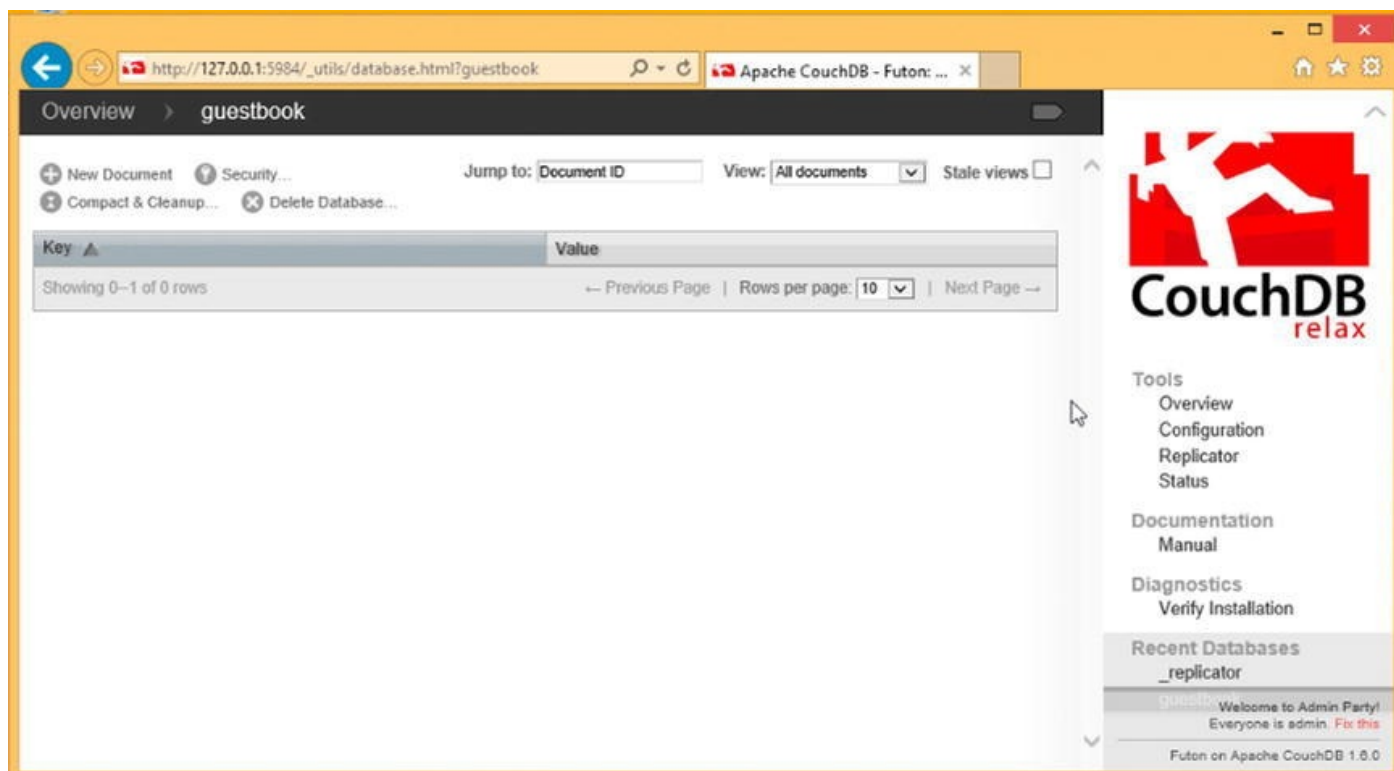 http://127.0.0.1:5984/_utils/database.html?guestbook
Apache CouchDB - Futon: ...
Overview guestbook
New Document Security... Jump to: Document ID View: All documents Stale views
Compact & Cleanup... Delete Database...
Key Value
Showing 0–1 of 0 rows ← Previous Page | Rows per page: 10 | Next Page →
CouchDB
relax
Tools
Overview
Configuration
Replicator
Status
Documentation
Manual
Diagnostics
Verify Installation
Recent Databases
_replicator
guestbook
Welcome to Admin Party!
Everyone is admin. Fix this
Futon on Apache CouchDB 1.6.0